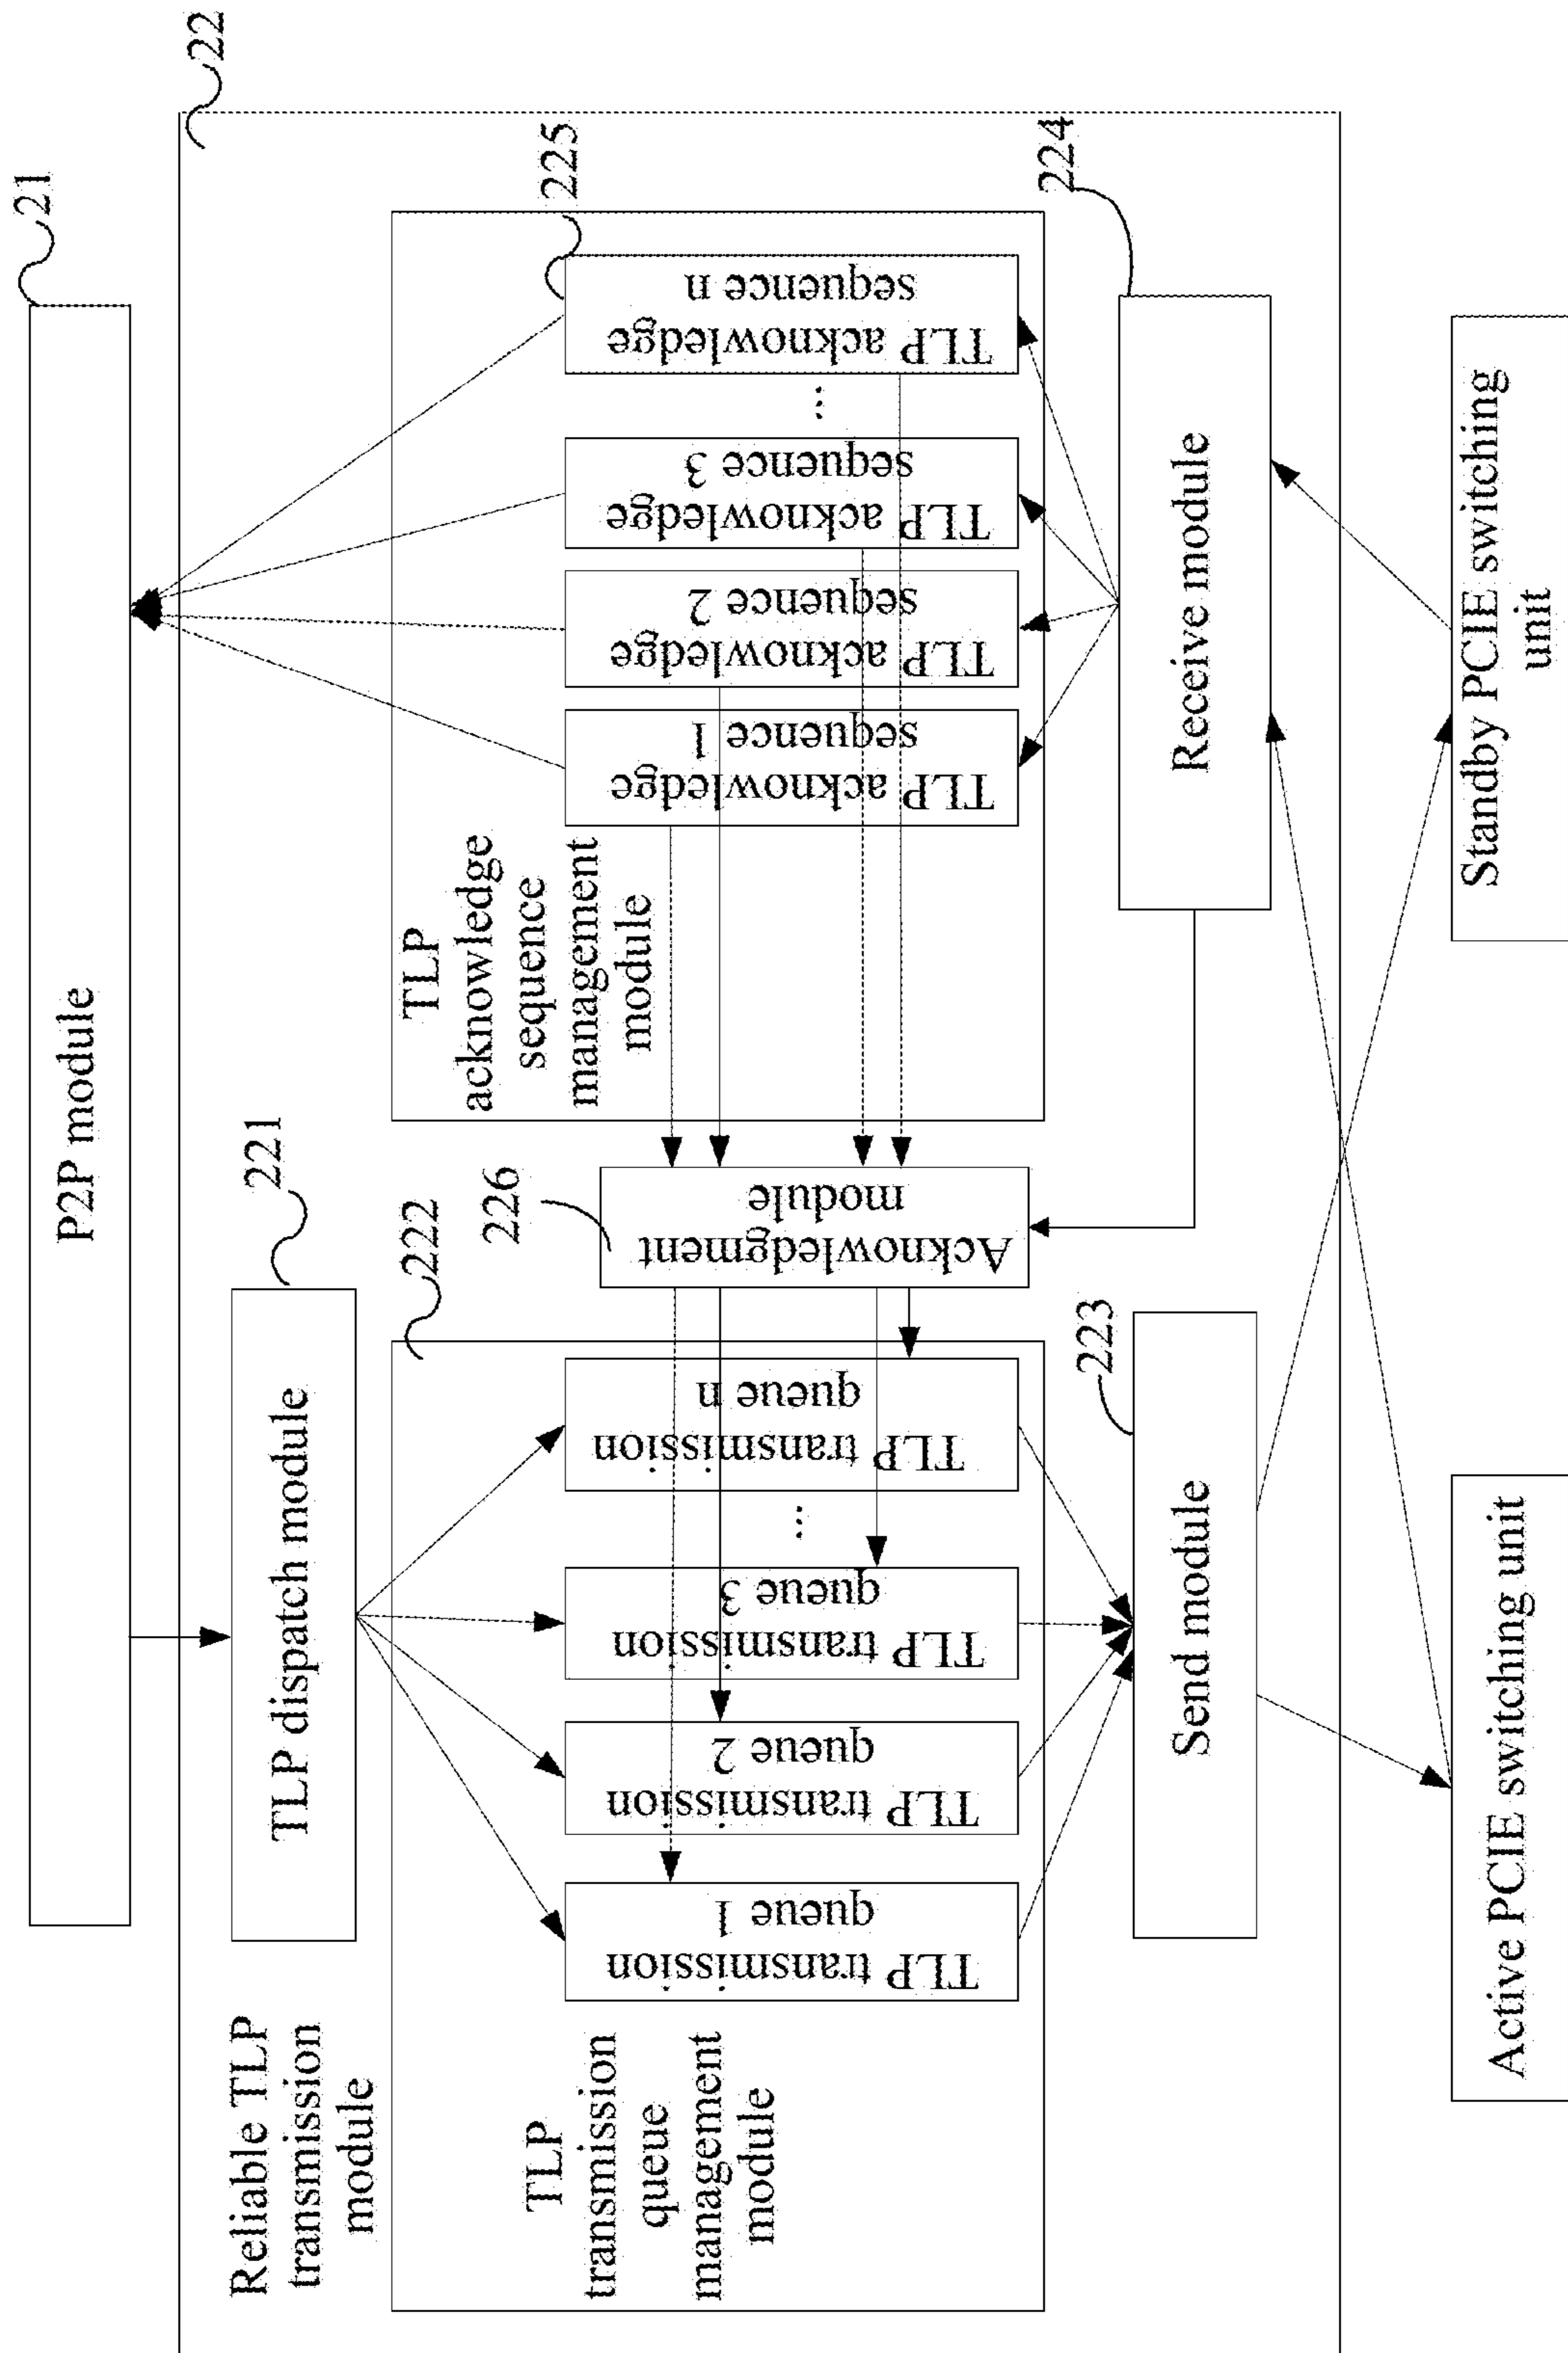 P2P module
21
22
Reliable TLP
transmission
module
TLP dispatch module
221
TLP
transmission
queue
management
module
222
TLP transmission
queue 1
TLP transmission
queue 2
TLP transmission
queue 3
...
TLP transmission
queue n
Acknowledgment
module
226
TLP
acknowledge
sequence
management
module
225
TLP acknowledge
sequence 1
TLP acknowledge
sequence 2
TLP acknowledge
sequence 3
...
TLP acknowledge
sequence n
Send module
223
Receive module
224
Active PCIE switching unit
Standby PCIE switching
unit